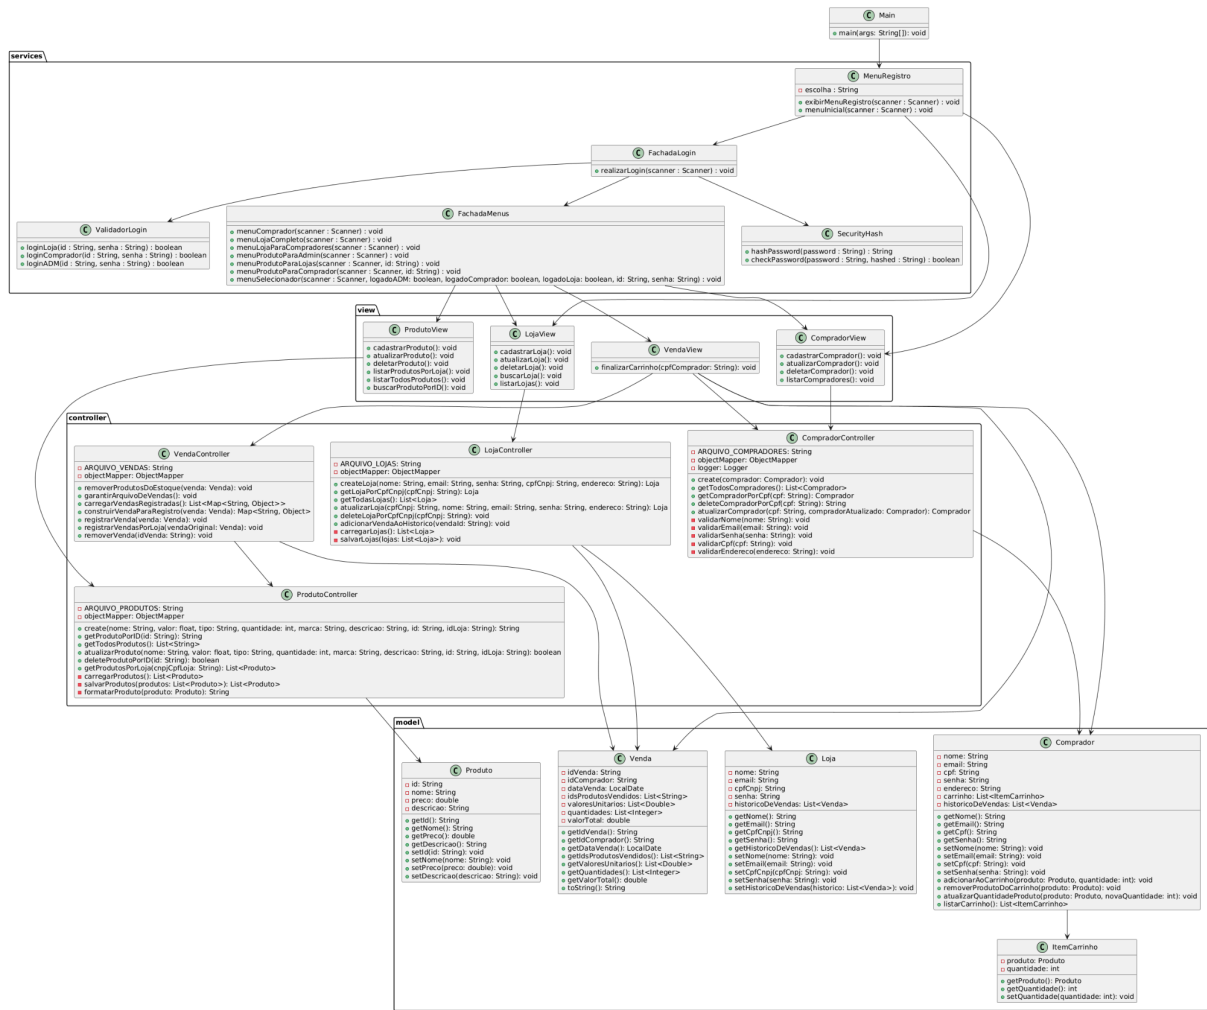 Main
main(args: String[]): void
services
MenuRegistro
escolha : String
exibirMenuRegistro(scanner : Scanner) : void
menuInicial(scanner : Scanner) : void
FachadaLogin
realizarLogin(scanner : Scanner) : void
ValidadorLogin
loginLoja(id : String, senha : String) : boolean
loginComprador(id : String, senha : String) : boolean
loginADM(id : String, senha : String) : boolean
FachadaMenus
menuComprador(scanner : Scanner) : void
menuLojaCompleto(scanner : Scanner) : void
menuLojaParaCompradores(scanner : Scanner) : void
menuProdutoParaAdmin(scanner : Scanner) : void
menuProdutoParaLojas(scanner : Scanner, id : String) : void
menuProdutoParaComprador(scanner : Scanner, id: String) : void
menuSelecionador(scanner : Scanner, logadoADM: boolean, logadoComprador: boolean, logadoLoja: boolean, id: String, senha: String) : void
SecurityHash
hashPassword(password : String) : String
checkPassword(password : String, hashed : String) : boolean
view
ProdutoView
cadastrarProduto(): void
atualizarProduto(): void
deletarProduto(): void
listarProdutosPorLoja(): void
listarTodosProdutos(): void
buscarProdutoPorID(): void
LojaView
cadastrarLoja(): void
atualizarLoja(): void
deletarLoja(): void
buscarLoja(): void
listarLojas(): void
VendaView
finalizarCarrinho(cpfComprador: String): void
CompradorView
cadastrarComprador(): void
atualizarComprador(): void
deletarComprador(): void
listarCompradores(): void
controller
VendaController
ARQUIVO_VENDAS: String
objectMapper: ObjectMapper
removerProdutosDoEstoque(venda: Venda): void
garantirArquivoDeVendas(): void
carregarVendasRegistradas(): List<Map<String, Object>>
construirVendaParaRegistro(venda: Venda): Map<String, Object>
registrarVenda(venda: Venda): void
registrarVendasPorLoja(vendaOriginal: Venda): void
removerVenda(idVenda: String): void
LojaController
ARQUIVO_LOJAS: String
objectMapper: ObjectMapper
createLoja(nome: String, email: String, senha: String, cpfCnpj: String, endereco: String): Loja
getLojaPorCpfCnpj(cpfCnpj: String): Loja
getTodasLojas(): List<Loja>
atualizarLoja(cpfCnpj: String, nome: String, email: String, senha: String, endereco: String): Loja
deleteLojaPorCpfCnpj(cpfCnpj: String): void
adicionarVendaAoHistorico(vendaId: String): void
carregarLojas(): List<Loja>
salvarLojas(lojas: List<Loja>): void
CompradorController
ARQUIVO_COMPRADORES: String
objectMapper: ObjectMapper
logger: Logger
create(comprador: Comprador): void
getTodosCompradores(): List<Comprador>
getCompradorPorCpf(cpf: String): Comprador
deleteCompradorPorCpf(cpf: String): void
atualizarComprador(cpf: String, compradorAtualizado: Comprador): Comprador
validarNome(nome: String): void
validarEmail(email: String): void
validarSenha(senha: String): void
validarCpf(cpf: String): void
validarEndereco(endereco: String): void
ProdutoController
ARQUIVO_PRODUTOS: String
objectMapper: ObjectMapper
create(nome: String, valor: float, tipo: String, quantidade: int, marca: String, descricao: String, id: String, idLoja: String): String
getProdutoPorID(id: String): String
getTodosProdutos(): List<String>
atualizarProduto(nome: String, valor: float, tipo: String, quantidade: int, marca: String, descricao: String, id: String, idLoja: String): boolean
deleteProdutoPorID(id: String): boolean
getProdutosPorLoja(cnpjCpfLoja: String): List<Produto>
carregarProdutos(): List<Produto>
salvarProdutos(produtos: List<Produto>): List<Produto>
formatarProduto(produto: Produto): String
model
Produto
id: String
nome: String
preco: double
descricao: String
getId(): String
getNome(): String
getPreco(): double
getDescricao(): String
setId(id: String): void
setNome(nome: String): void
setPreco(preco: double): void
setDescricao(descricao: String): void
Venda
idVenda: String
idComprador: String
dataVenda: LocalDate
idsProdutosVendidos: List<String>
valoresUnitarios: List<Double>
quantidades: List<Integer>
valorTotal: double
getIdVenda(): String
getIdComprador(): String
getDataVenda(): LocalDate
getIdsProdutosVendidos(): List<String>
getValoresUnitarios(): List<Double>
getQuantidades(): List<Integer>
getValorTotal(): double
toString(): String
Loja
nome: String
email: String
cpfCnpj: String
senha: String
historicoDeVendas: List<Venda>
getNome(): String
getEmail(): String
getCpfCnpj(): String
getSenha(): String
getHistoricoDeVendas(): List<Venda>
setNome(nome: String): void
setEmail(email: String): void
setCpfCnpj(cpfCnpj: String): void
setSenha(senha: String): void
setHistoricoDeVendas(historico: List<Venda>): void
Comprador
nome: String
email: String
cpf: String
senha: String
endereco: String
carrinho: List<ItemCarrinho>
historicoDeVendas: List<Venda>
getNome(): String
getEmail(): String
getCpf(): String
getSenha(): String
setNome(nome: String): void
setEmail(email: String): void
setCpf(cpf: String): void
setSenha(senha: String): void
adicionarAoCarrinho(produto: Produto, quantidade: int): void
removerProdutoDoCarrinho(produto: Produto): void
atualizarQuantidadeProduto(produto: Produto, novaQuantidade: int): void
listarCarrinho(): List<ItemCarrinho>
ItemCarrinho
produto: Produto
quantidade: int
getProduto(): Produto
getQuantidade(): int
setQuantidade(quantidade: int): void